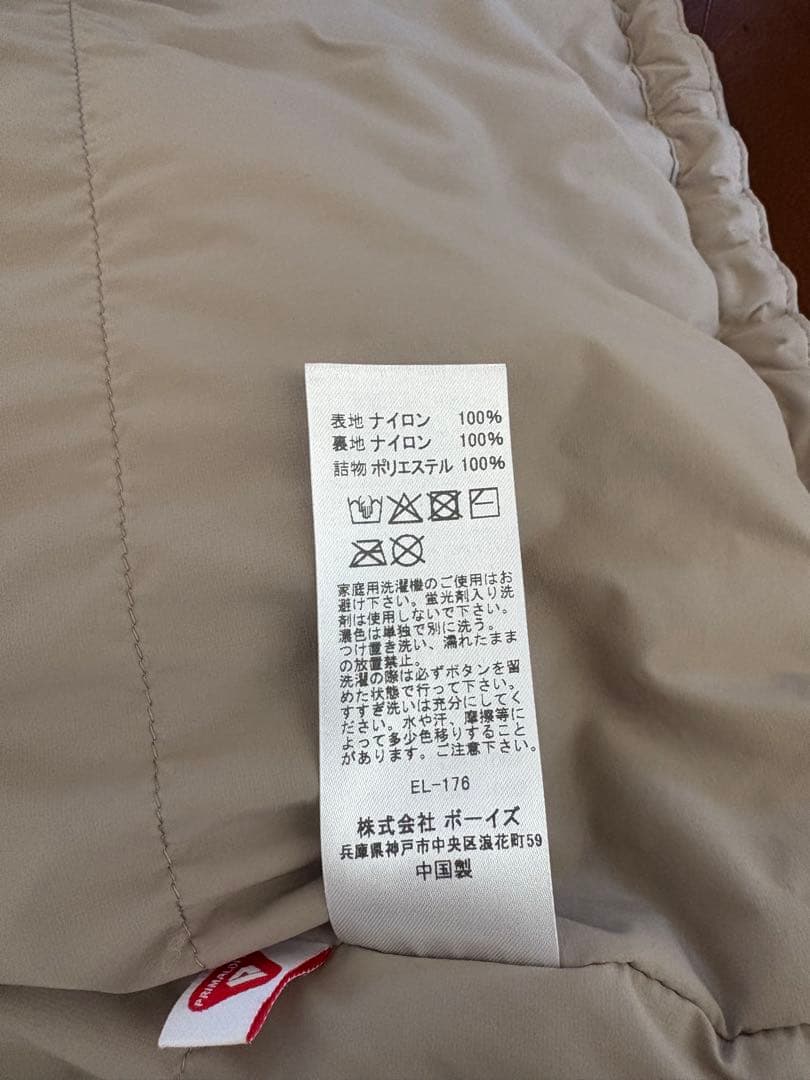 表地 ナイロン 100%
裏地 ナイロン 100%
詰物 ポリエステル 100%
家庭用洗濯機のご使用はお
避け下さい。蛍光剤入り洗
剤は使用しないで下さい。
濃色は単独で別に洗う。
つけ置き洗い、濡れたまま
の放置禁止。
洗濯の際は必ずボタンを留
めた状態で行って下さい。
すすぎ洗いは充分にしてく
ださい。水や汗、摩擦等に
よって多少色移りすること
があります。ご注意下さい。
EL-176
株式会社 ボーイズ
兵庫県神戸市中央区浪花町59
中国製